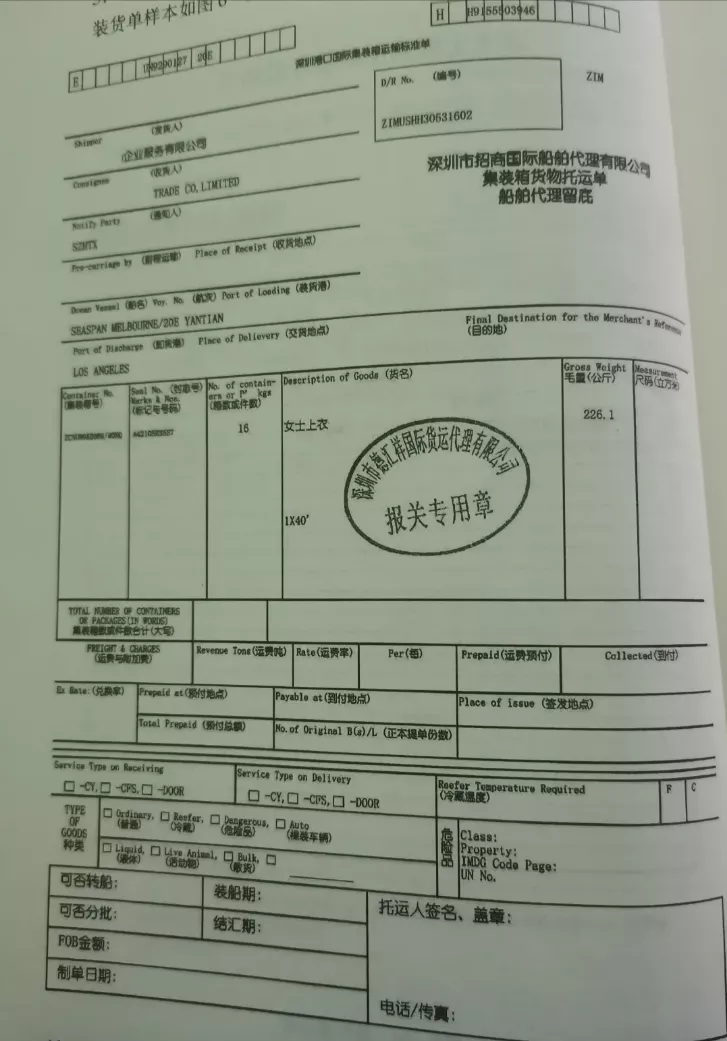 装货单样本如图6
H H9155503946
E UN9290127 20E
深圳港口国际集装箱运输标准单
D/R No. (编号)
ZIM
ZIMUSHH30531602
Shipper (发货人)
企业服务有限公司
Consignee (收货人)
TRADE CO, LIMITED
Notify Party (通知人)
SZMTX
深圳市招商国际船舶代理有限公司
集装箱货物托运单
船舶代理留底
Pre-carriage by (前程运输) Place of Receipt (收货地点)
Ocean Vessel (船名) Voy. No. (航次) Port of Loading (装货港)
SEASPAN MELBOURNE/20E YANTIAN
Port of Discharge (卸货港) Place of Delievery (交货地点)
Final Destination for the Merchant's Reference
(目的地)
LOS ANGELES
Container No. (集装箱号)
Seal No. (封志号) Marks & Nos. (标记与号码)
No. of contain-ers or P' kgs (箱数或件数)
Description of Goods (货名)
Gross Weight 毛重(公斤)
Measurement 尺码(立方米)
16
女士上衣
226.1
深圳市德汇祥国际货运代理有限公司
报关专用章
1X40'
TOTAL NUMBER OF CONTAINERS
OR PACKAGES(IN WORDS)
集装箱数或件数合计(大写)
FREIGHT & CHARGES (运费与附加费)
Revenue Tons(运费吨) Rate(运费率) Per(每) Prepaid(运费预付) Collected(到付)
Ex Rate:(兑换率) Prepaid at(预付地点) Payable at(到付地点) Place of issue (签发地点)
Total Prepaid (预付总额) No.of Original B(s)/L (正本提单份数)
Service Type on Receiving
□ -CY, □ -CFS, □ -DOOR
Service Type on Delivery
□ -CY, □ -CFS, □ -DOOR
Reefer Temperature Required (冷藏温度)
F C
TYPE OF GOODS 种类
□ Ordinary, □ Reefer, □ Dangerous, □ Auto
(普通) (冷藏) (危险品) (裸装车辆)
□ Liquid, □ Live Animal, □ Bulk, □
(液体) (活动物) (散货)
危险品
Class:
Property:
IMDG Code Page:
UN No.
可否转船: 装船期:
可否分批: 结汇期:
FOB金额:
制单日期:
托运人签名、盖章:
电话/传真: